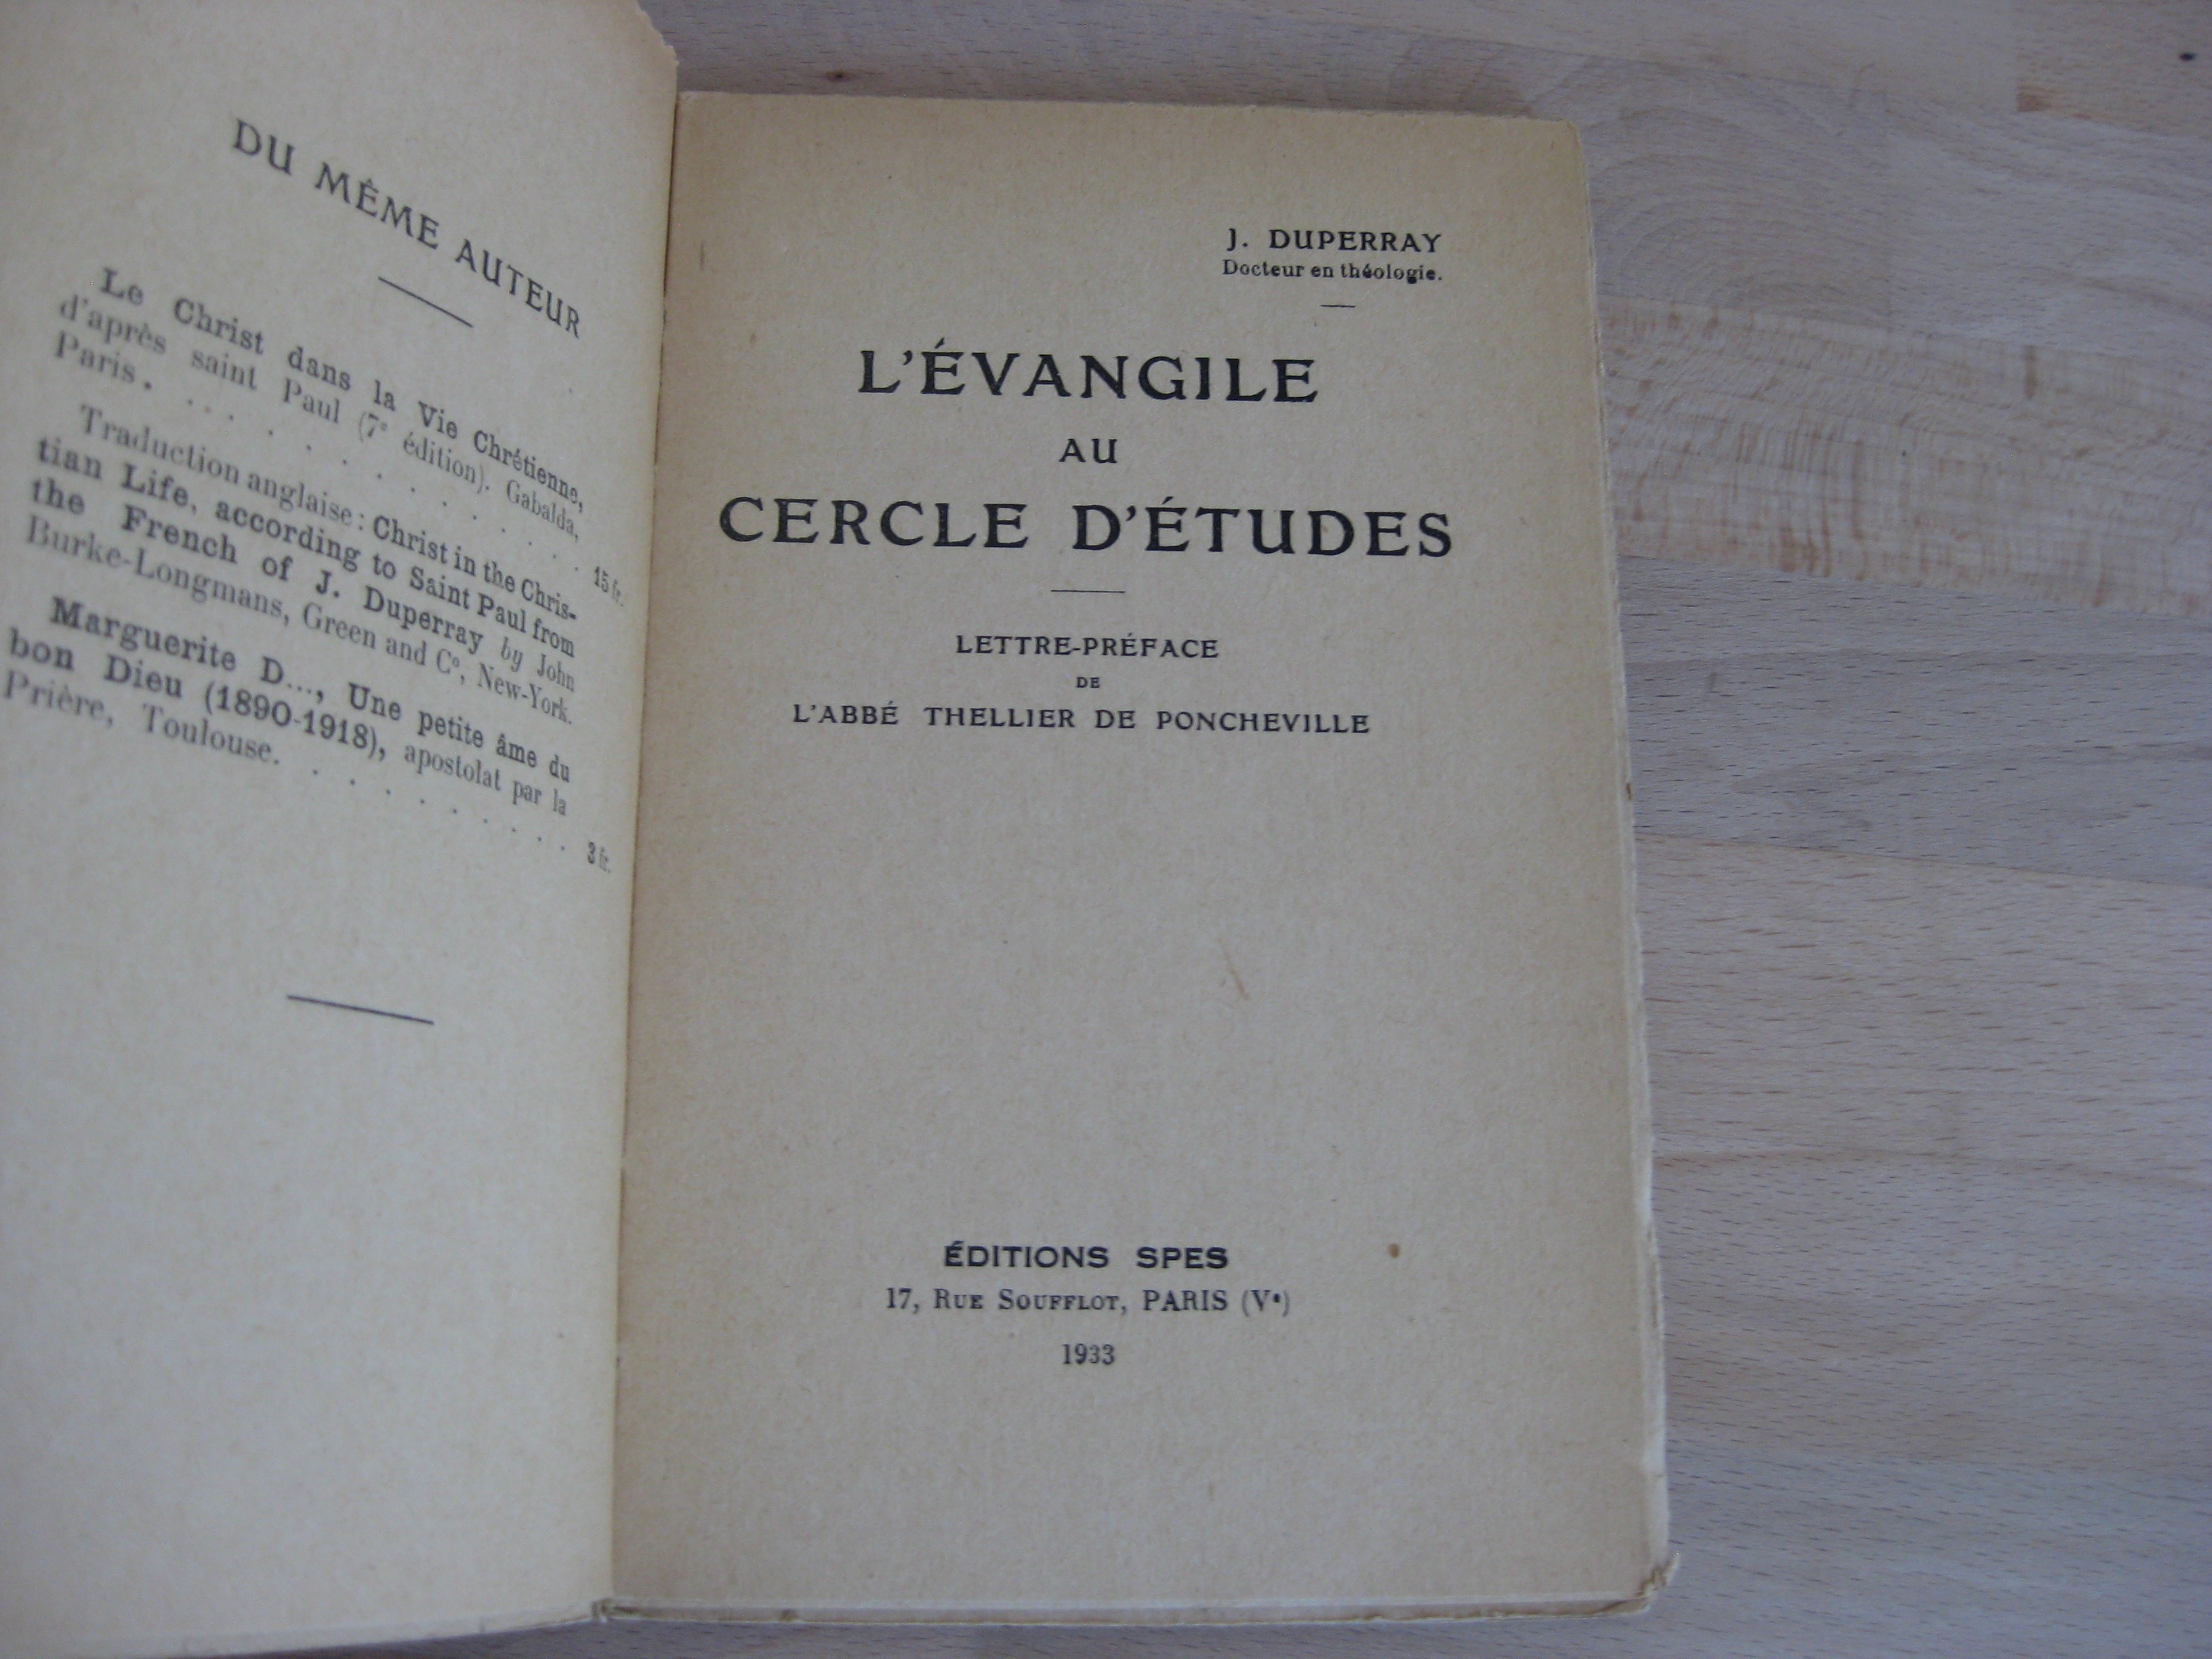 DU MÊME AUTEUR
Le Christ dans la Vie Chrétienne,
d'après saint Paul (7e édition). Gabalda,
Paris. . . . . . . . . . . 15 fr.
Traduction anglaise : Christ in the Chris-
tian Life, according to Saint Paul from
the French of J. Duperray by John
Burke-Longmans, Green and Co, New-York.
Marguerite D..., Une petite âme du
bon Dieu (1890-1918), apostolat par la
Prière, Toulouse. . . . . . . . . 3 fr.
J. DUPERRAY
Docteur en théologie.
L'ÉVANGILE
AU
CERCLE D'ÉTUDES
LETTRE-PRÉFACE
DE
L'ABBÉ THELLIER DE PONCHEVILLE
ÉDITIONS SPES
17, RUE SOUFFLOT, PARIS (Ve)
1933